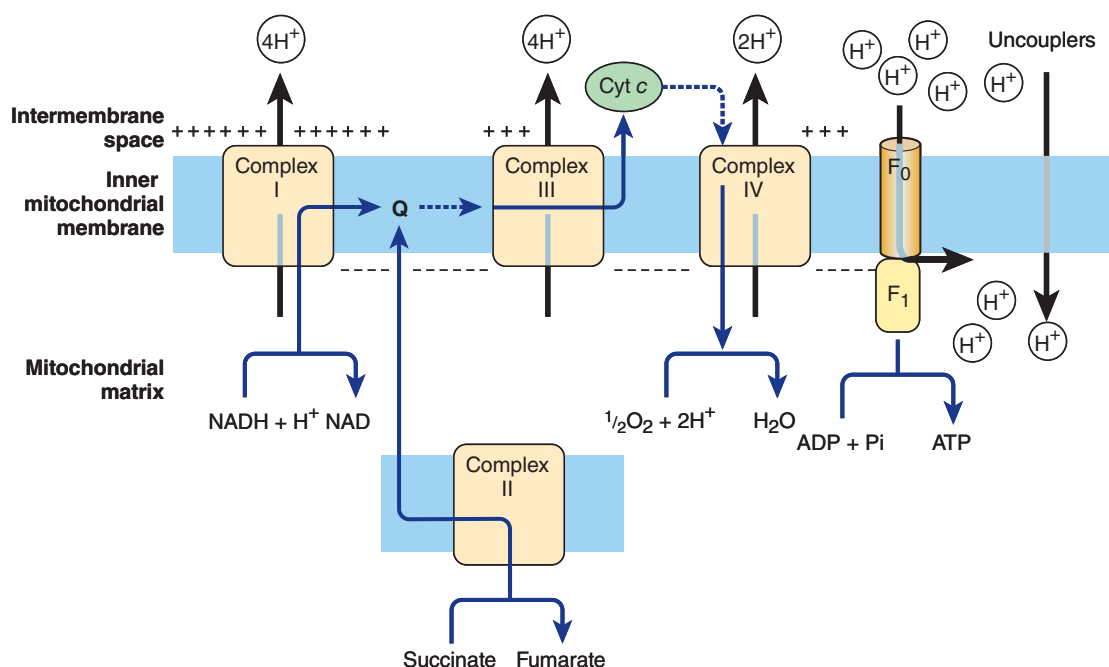 4H⁺
4H⁺
2H⁺
H⁺
H⁺
H⁺
H⁺
H⁺
Uncouplers
Cyt c
Intermembrane
space
+ + + + + +
+ + + + + +
+ + +
+ + +
Complex
I
Complex
III
Complex
IV
F₀
Inner
mitochondrial
membrane
Q
F₁
H⁺
H⁺
H⁺
Mitochondrial
matrix
NADH + H⁺ NAD
½O₂ + 2H⁺
H₂O
ADP + Pi
ATP
Complex
II
Succinate
Fumarate